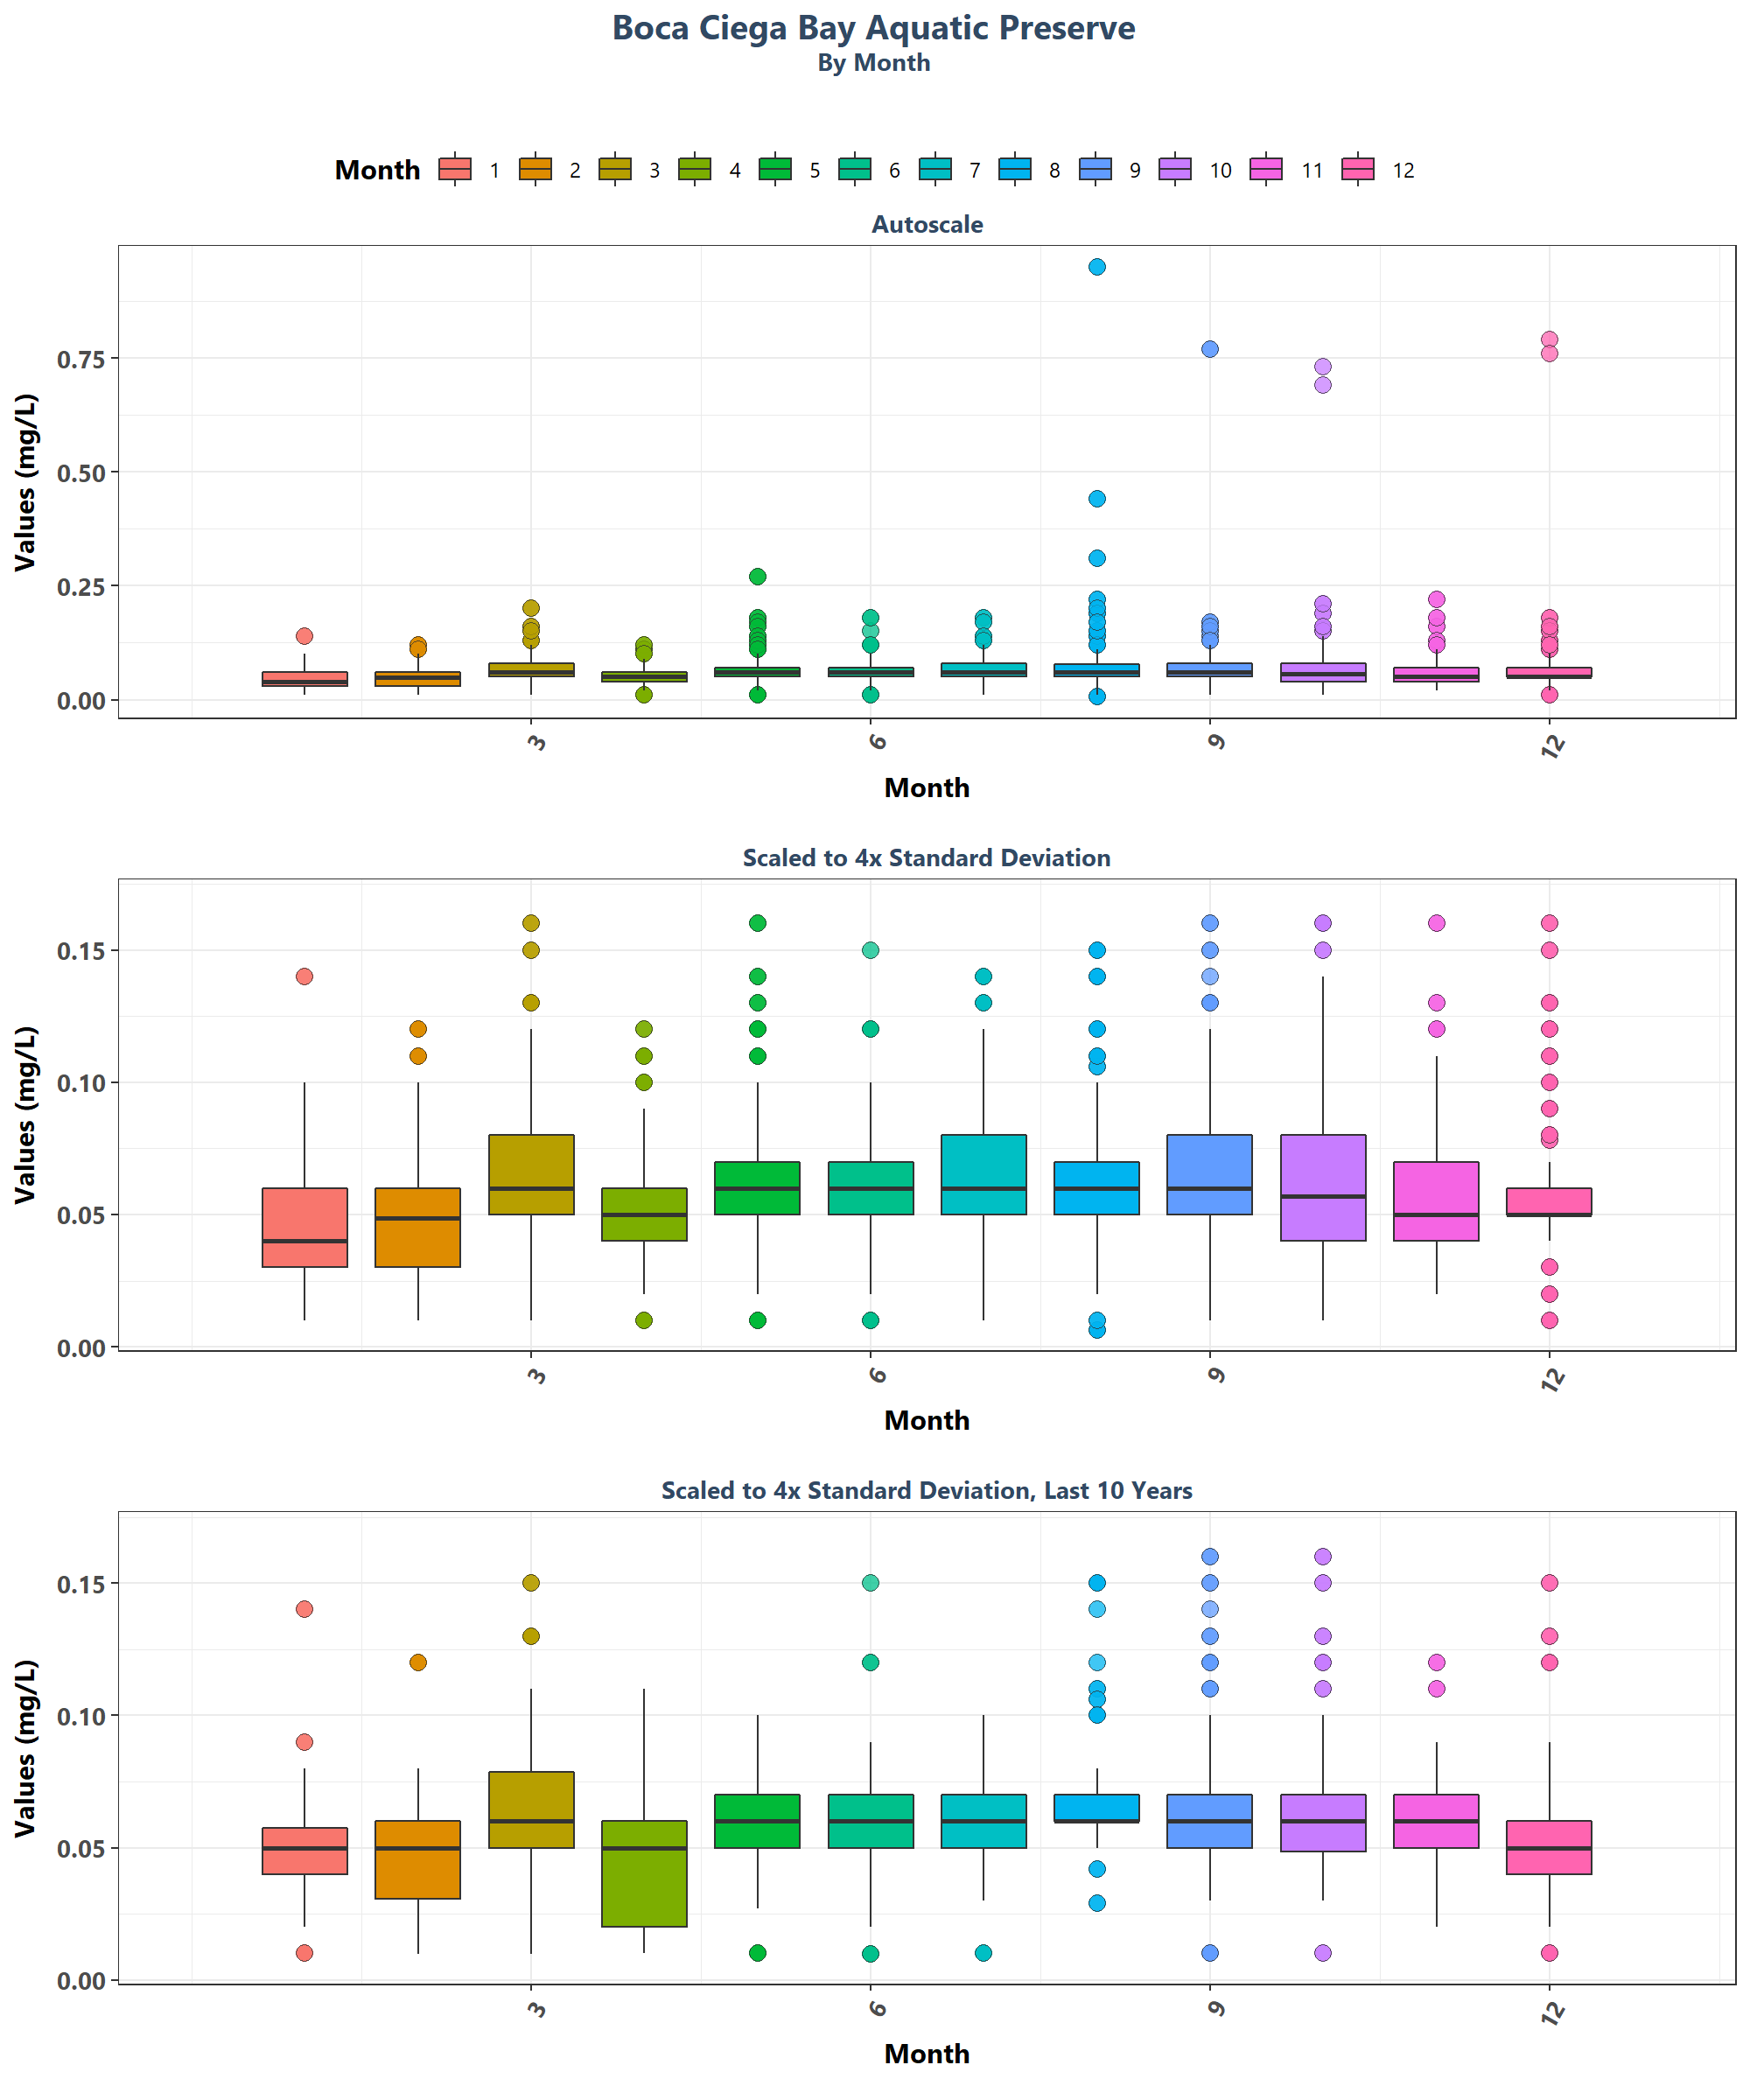 Boca Ciega Bay Aquatic Preserve
By Month
Month 1 2 3 4 5 6 7 8 9 10 11 12
Autoscale
Values (mg/L)
0.75
0.50
0.25
0.00
3 6 9 12
Month
Scaled to 4x Standard Deviation
Values (mg/L)
0.15
0.10
0.05
0.00
3 6 9 12
Month
Scaled to 4x Standard Deviation, Last 10 Years
Values (mg/L)
0.15
0.10
0.05
0.00
3 6 9 12
Month